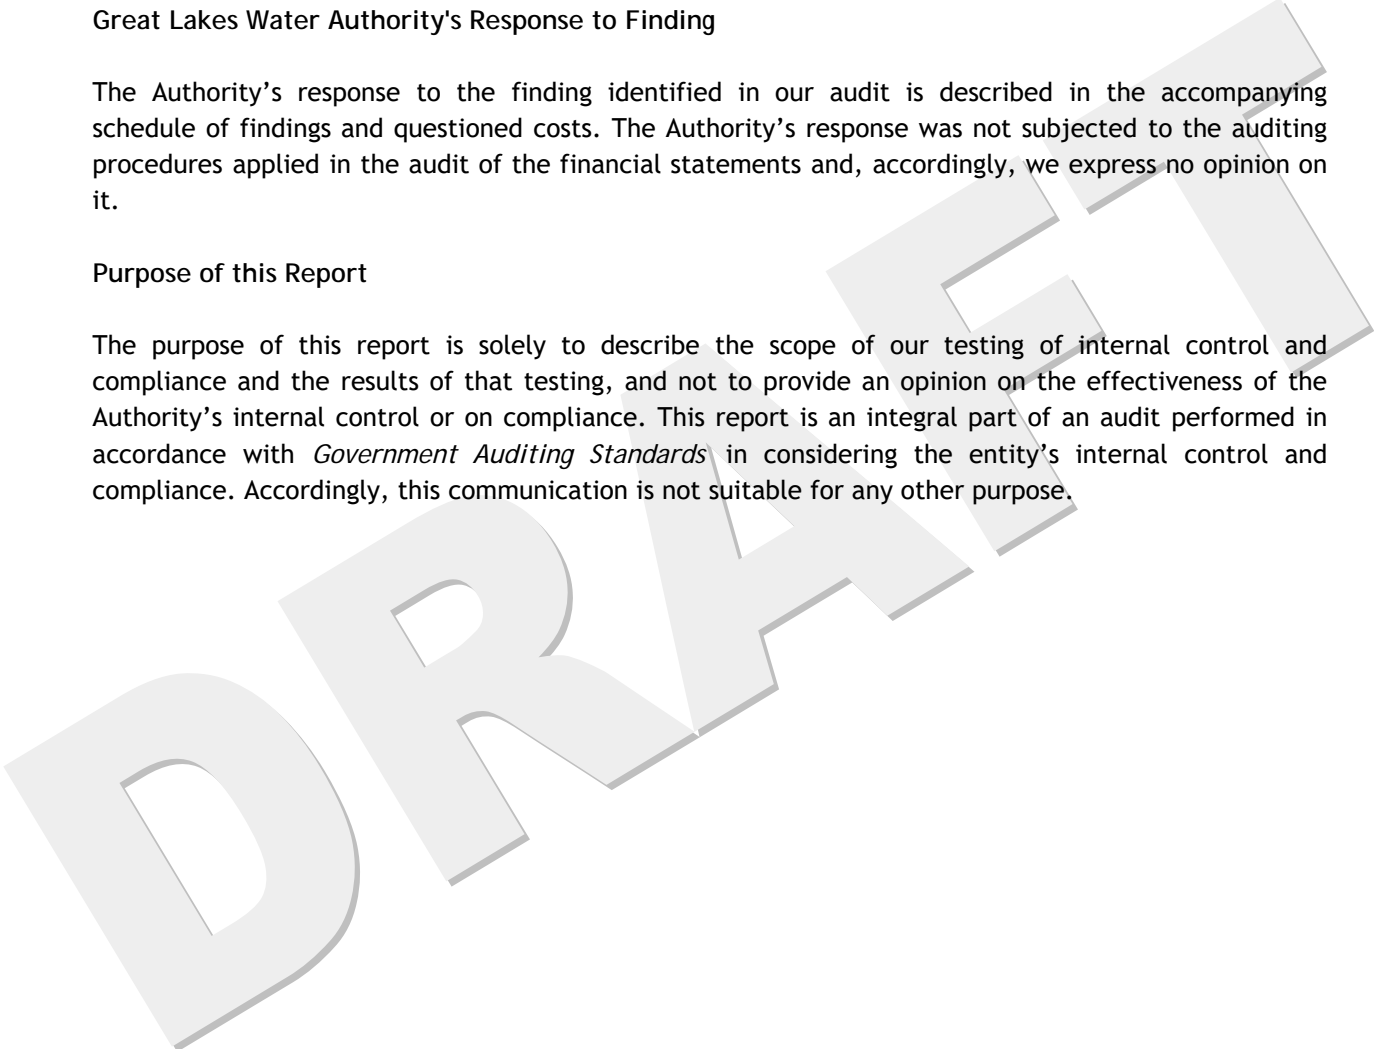 Great Lakes Water Authority's Response to Finding
The Authority’s response to the finding identified in our audit is described in the accompanying
schedule of findings and questioned costs. The Authority’s response was not subjected to the auditing
procedures applied in the audit of the financial statements and, accordingly, we express no opinion on
it.
Purpose of this Report
The purpose of this report is solely to describe the scope of our testing of internal control and
compliance and the results of that testing, and not to provide an opinion on the effectiveness of the
Authority’s internal control or on compliance. This report is an integral part of an audit performed in
accordance with Government Auditing Standards in considering the entity’s internal control and
compliance. Accordingly, this communication is not suitable for any other purpose.
DRAFT